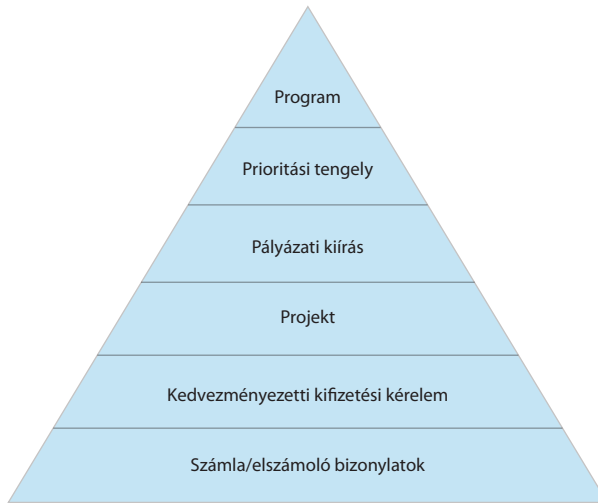 Program
Prioritási tengely
Pályázati kiírás
Projekt
Kedvezményezetti kifizetési kérelem
Számla/elszámoló bizonylatok